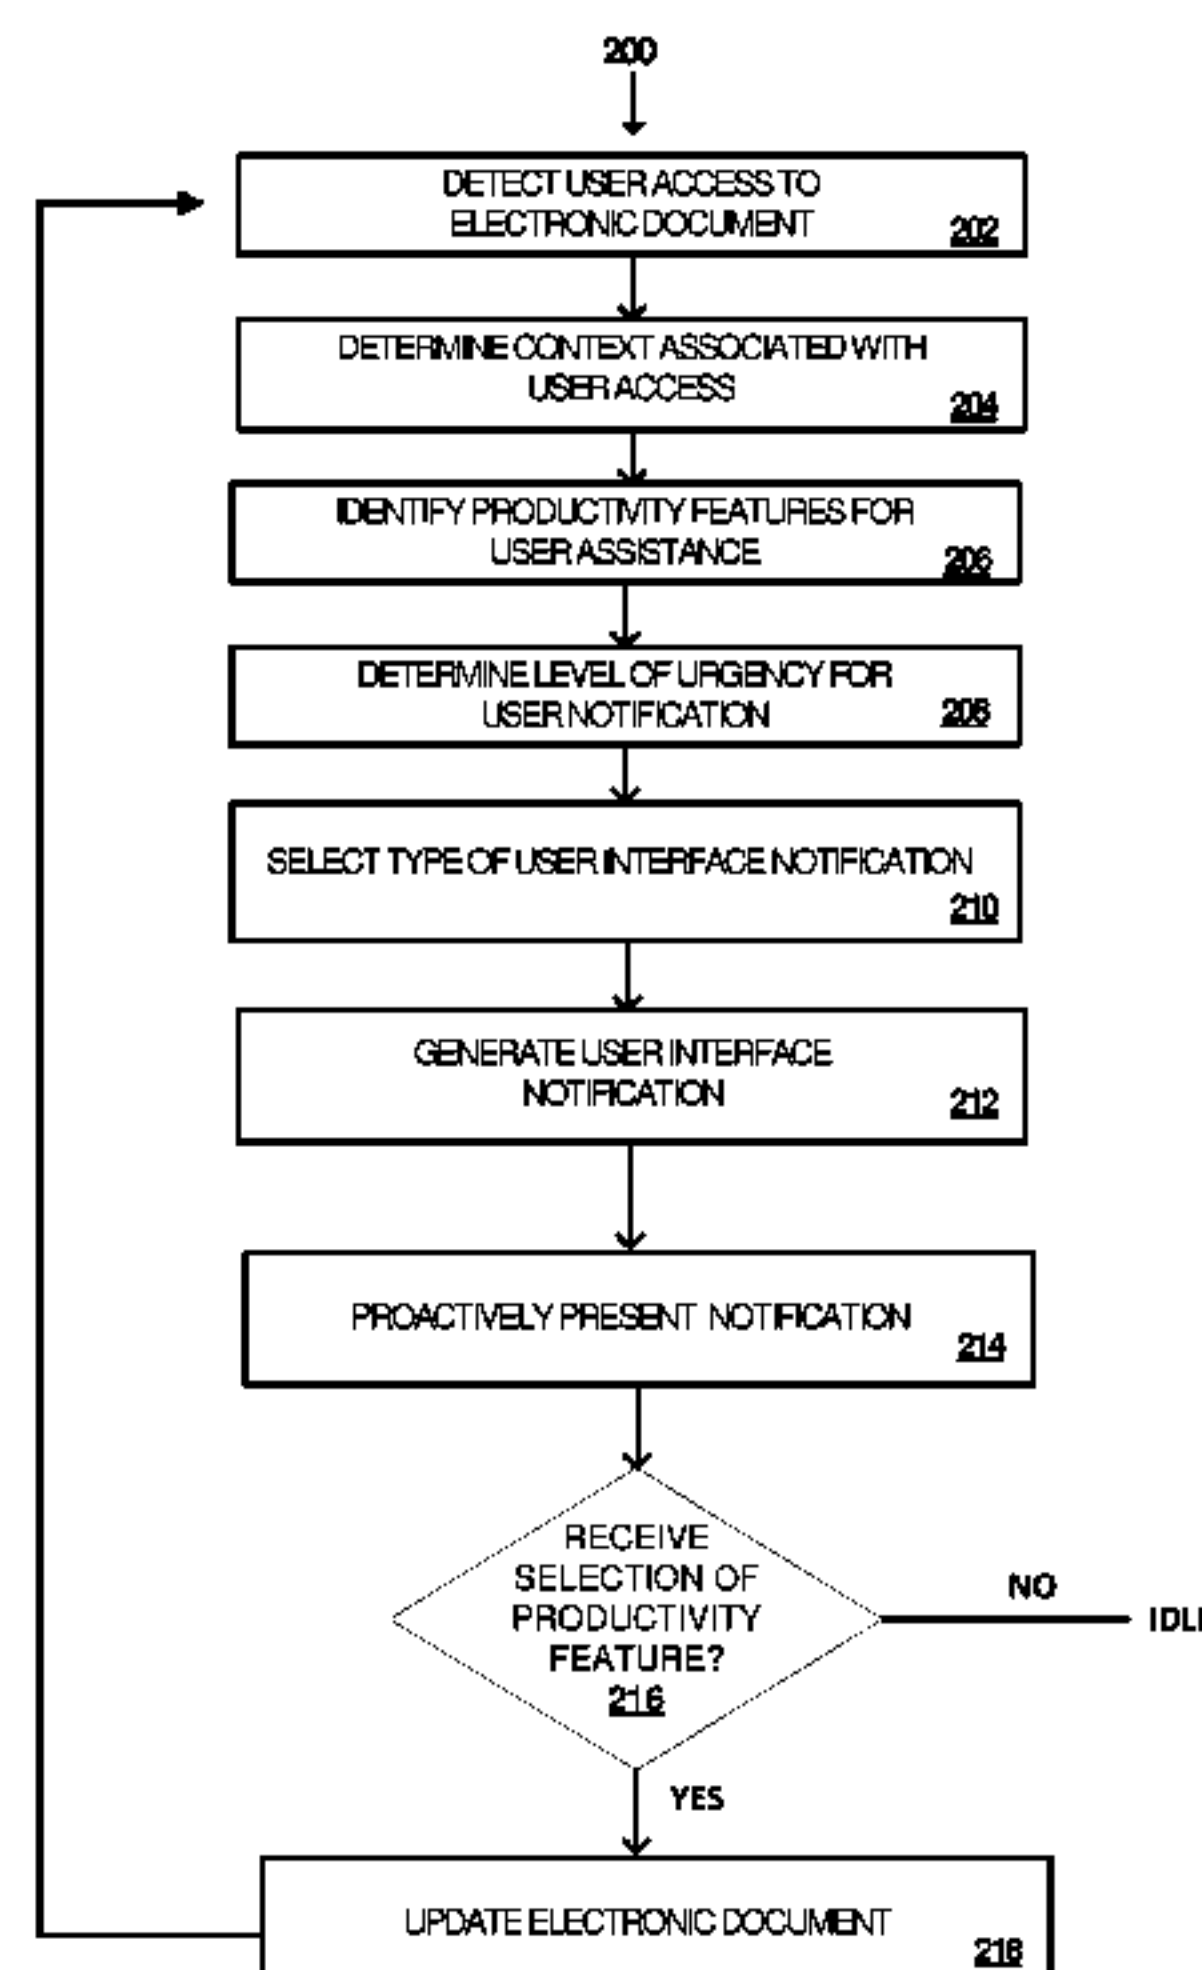 200
DETECT USER ACCESS TO
ELECTRONIC DOCUMENT
202
DETERMINE CONTEXT ASSOCIATED WITH
USER ACCESS
204
IDENTIFY PRODUCTIVITY FEATURES FOR
USER ASSISTANCE
206
DETERMINE LEVEL OF URGENCY FOR
USER NOTIFICATION
208
SELECT TYPE OF USER INTERFACE NOTIFICATION
210
GENERATE USER INTERFACE
NOTIFICATION
212
PROACTIVELY PRESENT NOTIFICATION
214
RECEIVE
SELECTION OF
PRODUCTIVITY
FEATURE?
216
NO
YES
UPDATE ELECTRONIC DOCUMENT
218